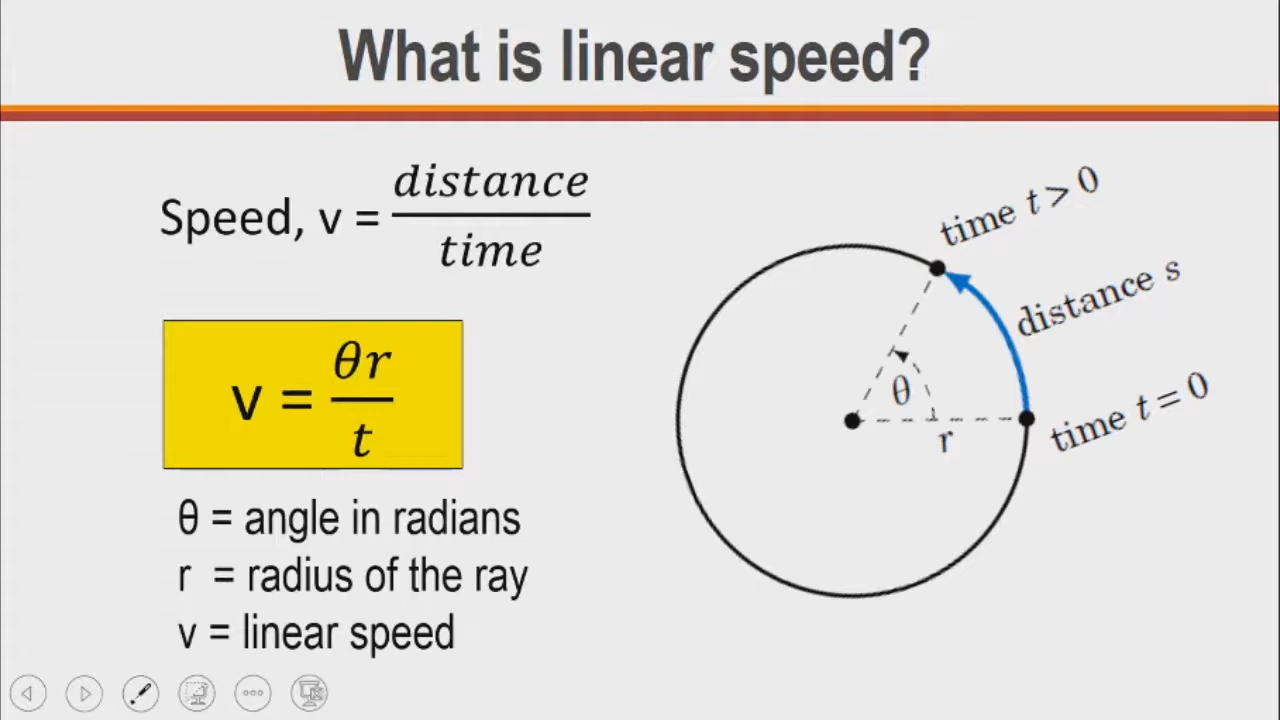 What is linear speed?
Speed, v = distance / time
v = θr / t
θ = angle in radians
r = radius of the ray
v = linear speed
time t > 0
distance s
θ
r
time t = 0